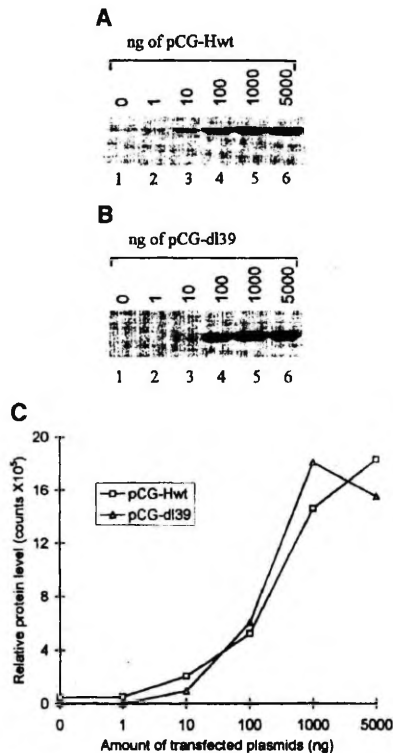 A
ng of pCG-Hwt
0 1 10 100 1000 5000
1 2 3 4 5 6
B
ng of pCG-dl39
0 1 10 100 1000 5000
1 2 3 4 5 6
C
20
16
12
8
4
0
Relative protein level (counts X10⁵)
pCG-Hwt
pCG-dl39
0 1 10 100 1000 5000
Amount of transfected plasmids (ng)